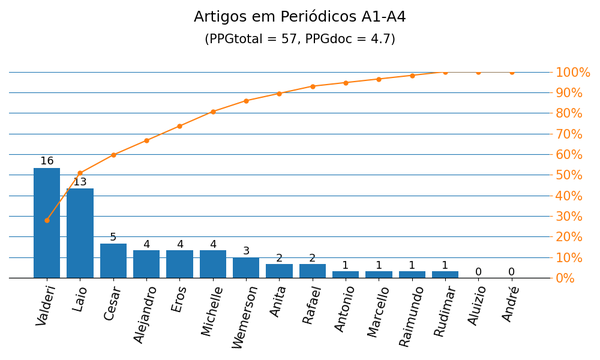 Artigos em Periódicos A1-A4
(PPGtotal = 57, PPGdoc = 4.7)
100%
90%
80%
70%
60%
50%
40%
30%
20%
10%
0%
16
13
5
4
4
4
3
2
2
1
1
1
1
0
0
Valderi
Laio
Cesar
Alejandro
Eros
Michelle
Wemerson
Anita
Rafael
Antonio
Marcello
Raimundo
Rudimar
Aluizio
André